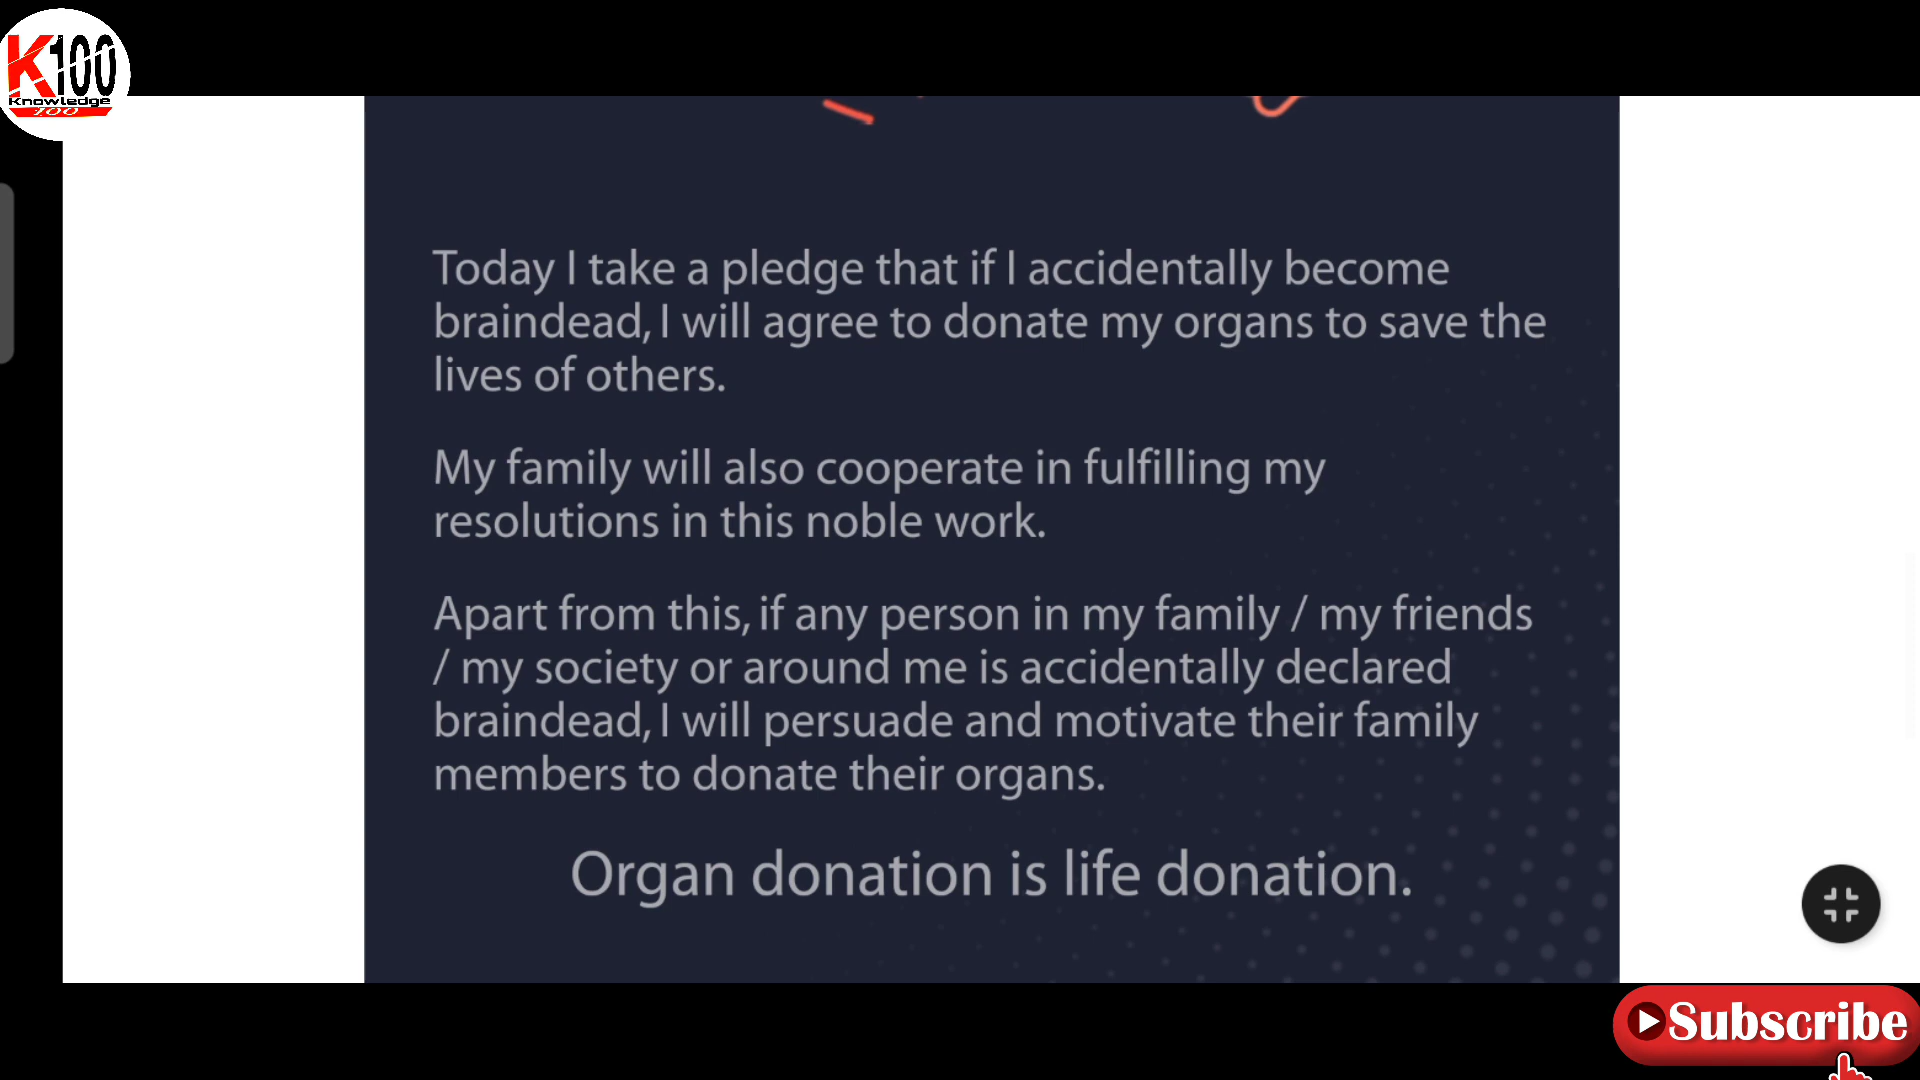 K100
Knowledge
100
Today I take a pledge that if I accidentally become
braindead, I will agree to donate my organs to save the
lives of others.
My family will also cooperate in fulfilling my
resolutions in this noble work.
Apart from this, if any person in my family / my friends
/ my society or around me is accidentally declared
braindead, I will persuade and motivate their family
members to donate their organs.
Organ donation is life donation.
Subscribe